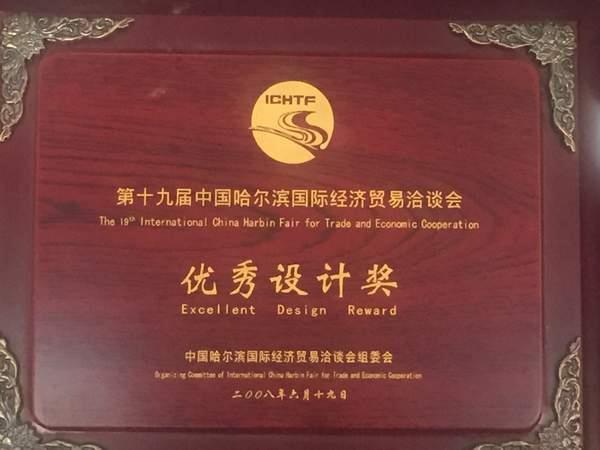 ICHTF
第十九届中国哈尔滨国际经济贸易洽谈会
The 19th International China Harbin Fair for Trade and Economic Cooperation
优秀设计奖
Excellent Design Reward
中国哈尔滨国际经济贸易洽谈会组委会
Organizing Committee of International China Harbin Fair for Trade and Economic Cooperation
二〇〇八年六月十九日